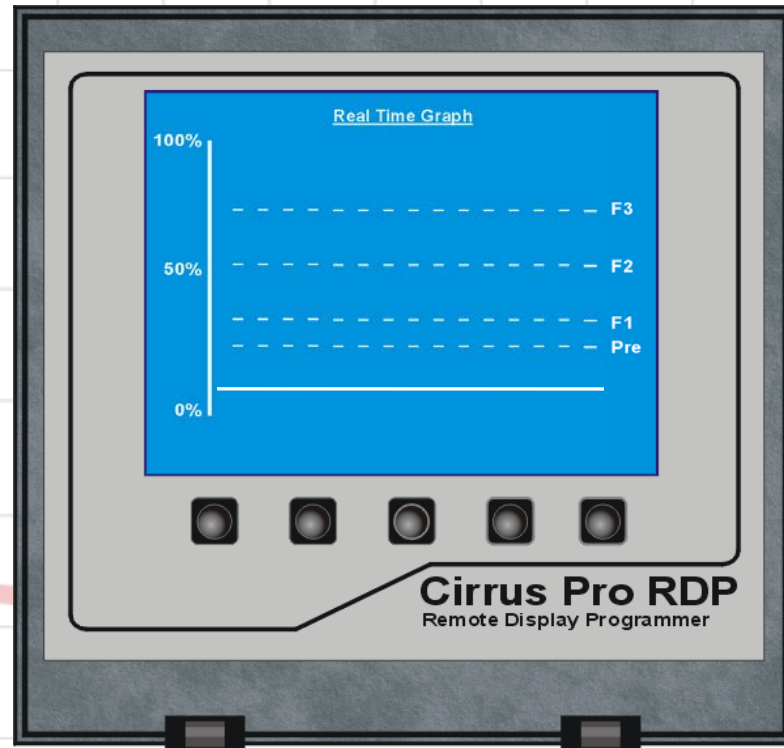 Real Time Graph
100%
F3
50%
F2
F1
Pre
0%
Cirrus Pro RDP
Remote Display Programmer